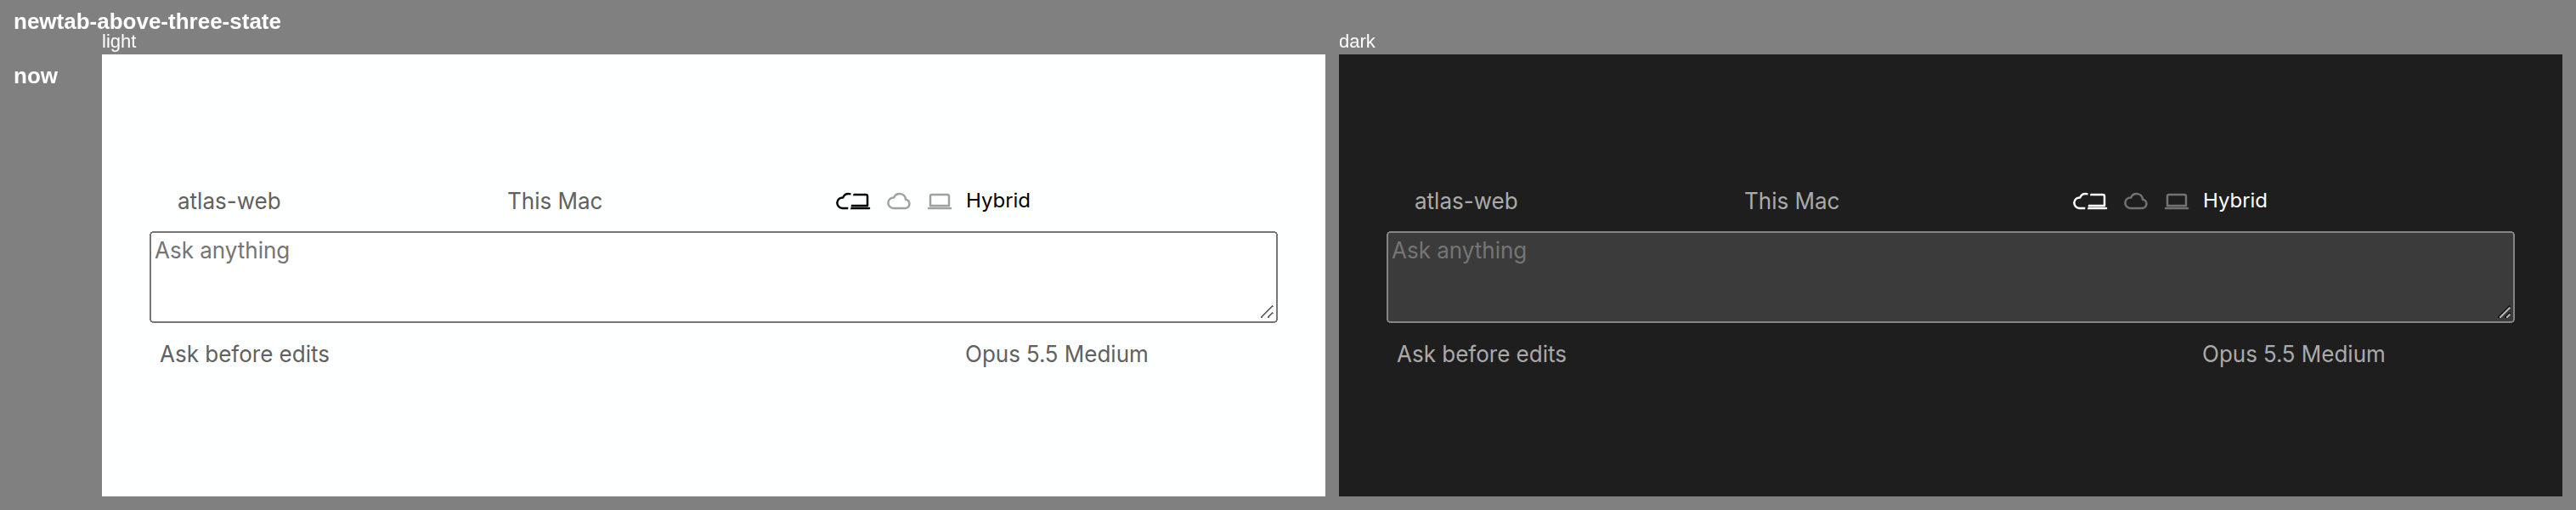 newtab-above-three-state
light
dark
now
atlas-web This Mac Hybrid
Ask anything
Ask before edits Opus 5.5 Medium
atlas-web This Mac Hybrid
Ask anything
Ask before edits Opus 5.5 Medium